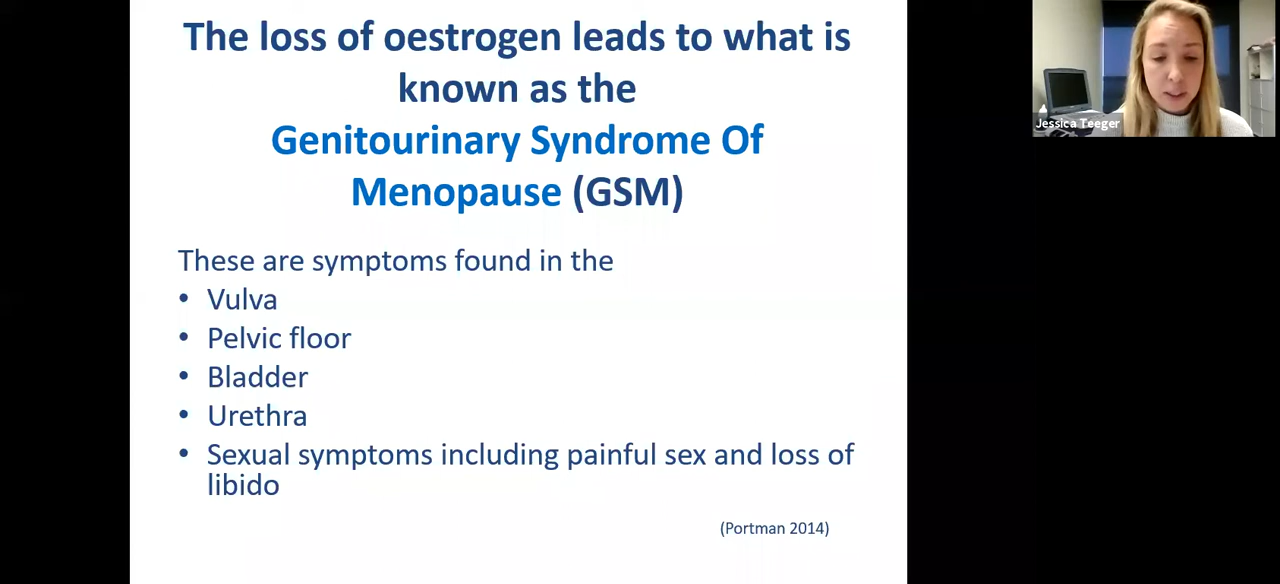 The loss of oestrogen leads to what is
known as the
Genitourinary Syndrome Of
Menopause (GSM)
These are symptoms found in the
• Vulva
• Pelvic floor
• Bladder
• Urethra
• Sexual symptoms including painful sex and loss of
libido
(Portman 2014)
Jessica Teeger